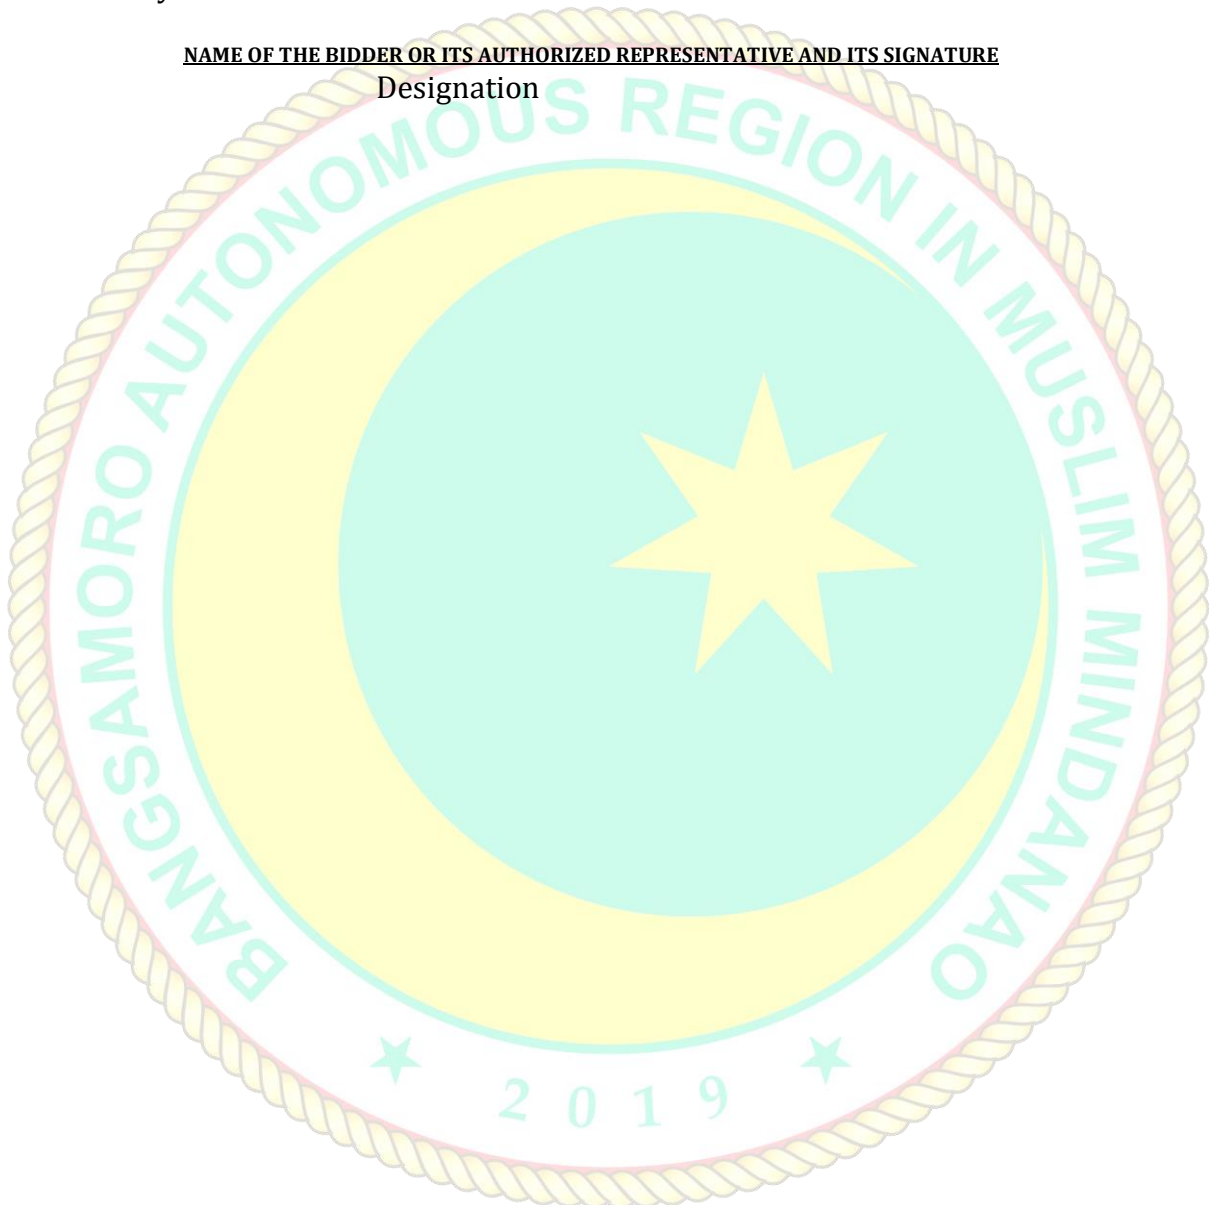 NAME OF THE BIDDER OR ITS AUTHORIZED REPRESENTATIVE AND ITS SIGNATURE
Designation
BANGSAMORO AUTONOMOUS REGION IN MUSLIM MINDANAO
2019